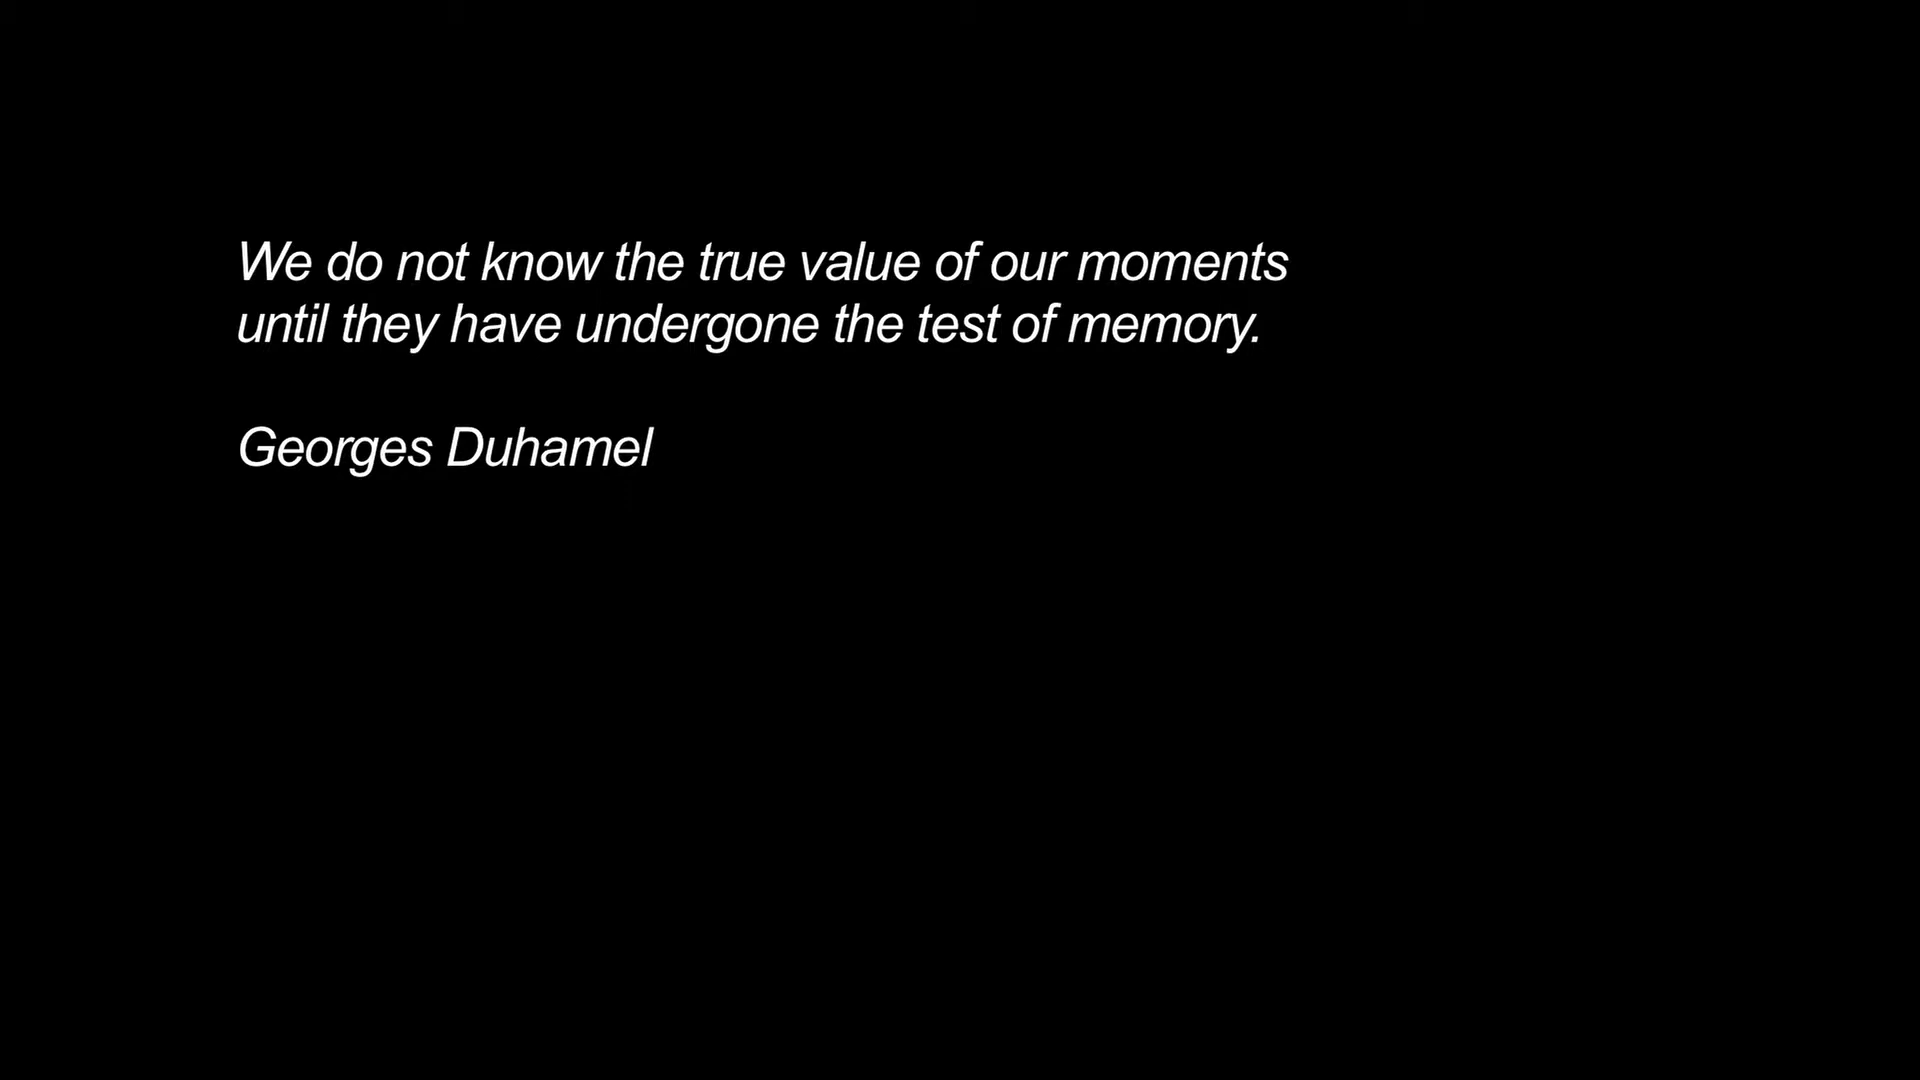 We do not know the true value of our moments
until they have undergone the test of memory.
Georges Duhamel